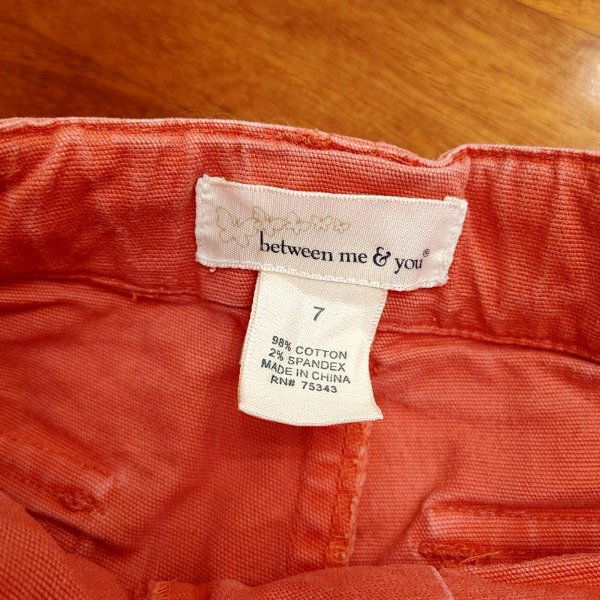 between me & you®
7
98% COTTON
2% SPANDEX
MADE IN CHINA
RN# 75343